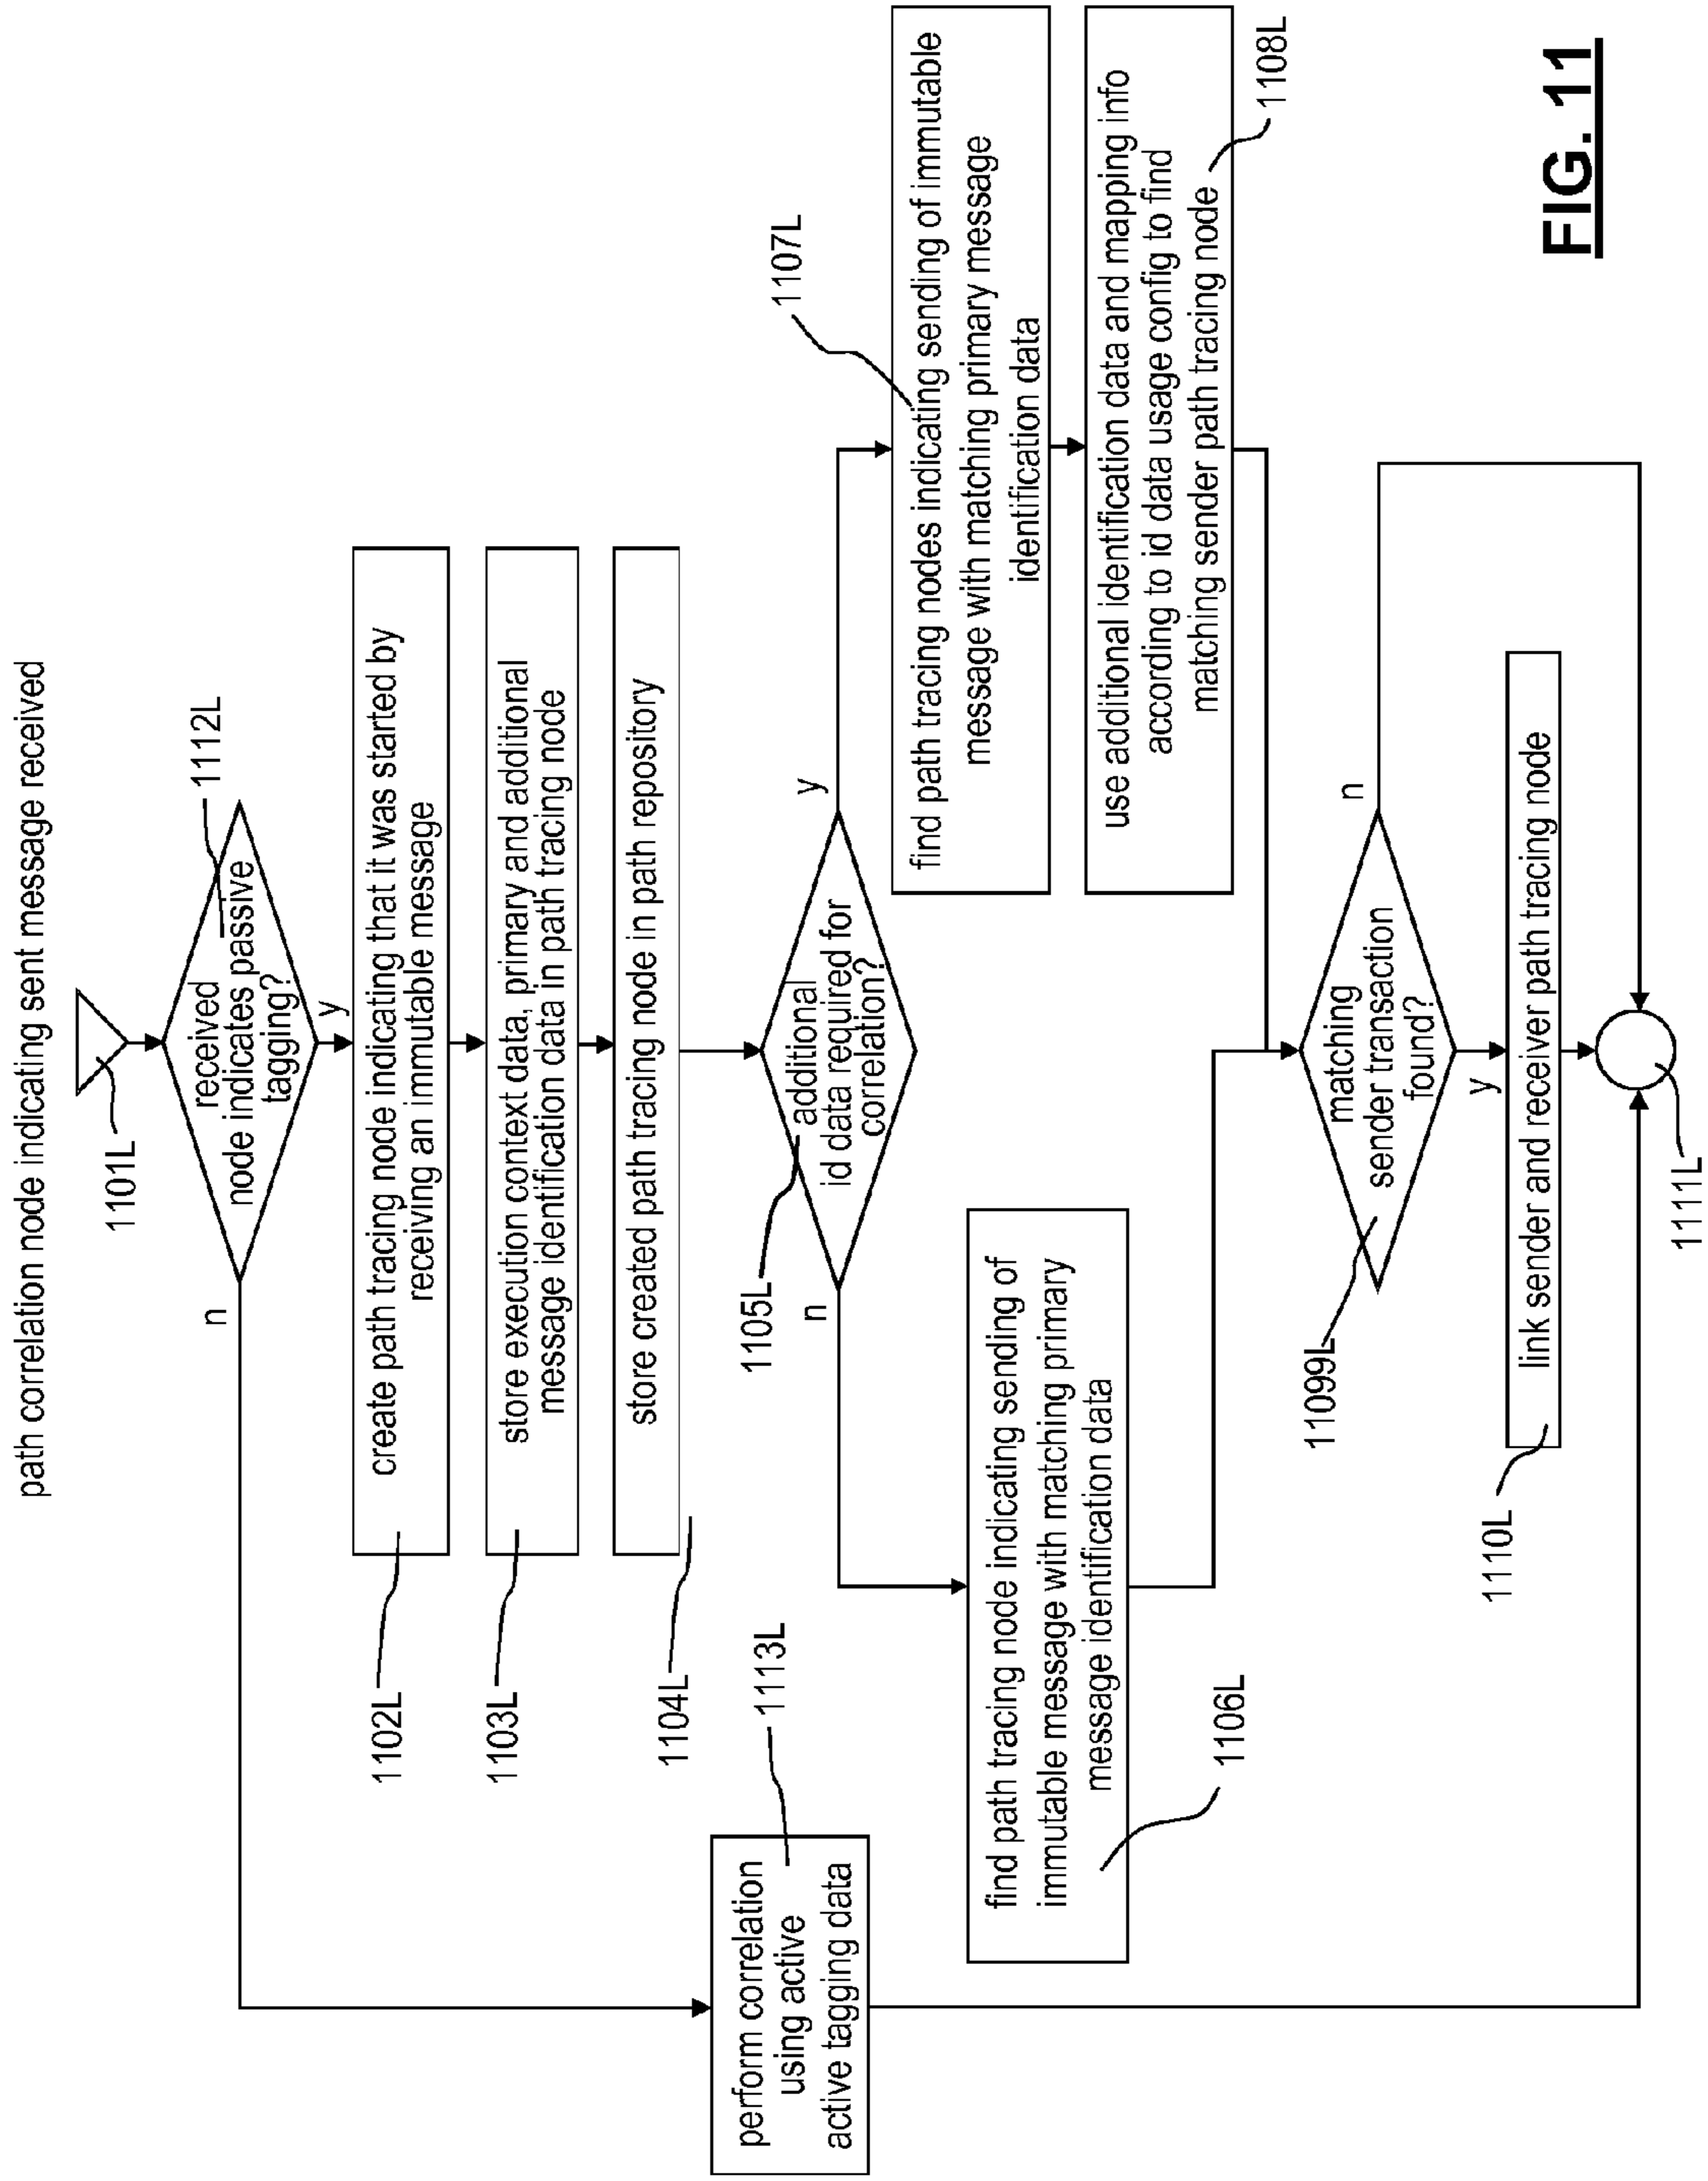 path correlation node indicating sent message received
1101L
1112L
received
node indicates passive
tagging?
n
y
1102L
create path tracing node indicating that it was started by
receiving an immutable message
1103L
store execution context data, primary and additional
message identification data in path tracing node
1104L
store created path tracing node in path repository
1113L
perform correlation
using active
active tagging data
1105L
additional
id data required for
correlation?
n
y
1106L
find path tracing node indicating sending of
immutable message with matching primary
message identification data
1107L
find path tracing nodes indicating sending of immutable
message with matching primary message
identification data
1108L
use additional identification data and mapping info
according to id data usage config to find
matching sender path tracing node
11099L
matching
sender transaction
found?
n
y
1110L
link sender and receiver path tracing node
1111L
FIG. 11